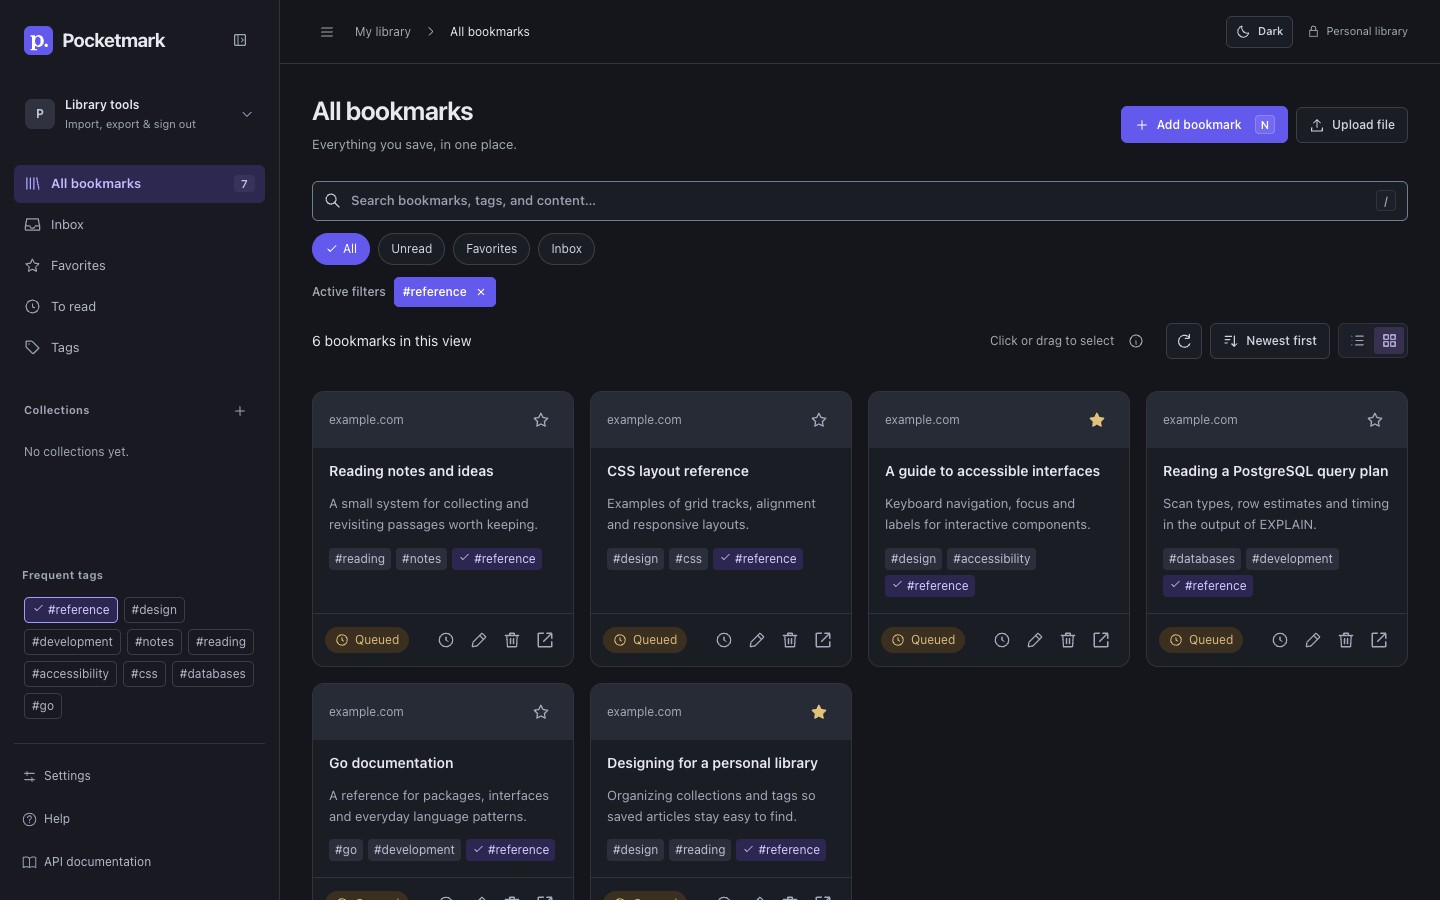 p. Pocketmark
My library > All bookmarks
Dark
Personal library
P
Library tools
Import, export & sign out
All bookmarks 7
Inbox
Favorites
To read
Tags
Collections +
No collections yet.
Frequent tags
#reference #design
#development #notes #reading
#accessibility #css #databases
#go
Settings
Help
API documentation
All bookmarks
Everything you save, in one place.
+ Add bookmark N
Upload file
Search bookmarks, tags, and content... /
All Unread Favorites Inbox
Active filters #reference ×
6 bookmarks in this view
Click or drag to select
Newest first
example.com
Reading notes and ideas
A small system for collecting and
revisiting passages worth keeping.
#reading #notes #reference
Queued
example.com
CSS layout reference
Examples of grid tracks, alignment
and responsive layouts.
#design #css #reference
Queued
example.com
A guide to accessible interfaces
Keyboard navigation, focus and
labels for interactive components.
#design #accessibility
#reference
Queued
example.com
Reading a PostgreSQL query plan
Scan types, row estimates and timing
in the output of EXPLAIN.
#databases #development
#reference
Queued
example.com
Go documentation
A reference for packages, interfaces
and everyday language patterns.
#go #development #reference
Queued
example.com
Designing for a personal library
Organizing collections and tags so
saved articles stay easy to find.
#design #reading #reference
Queued